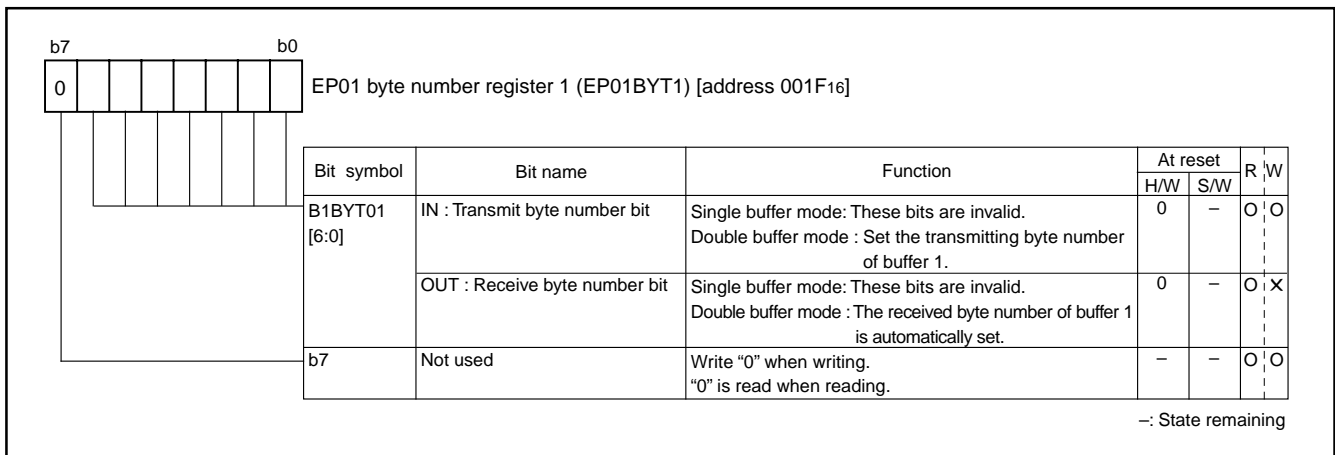 b7 b0
0
EP01 byte number register 1 (EP01BYT1) [address 001F16]
Bit symbol Bit name Function At reset R W
H/W S/W
B1BYT01 IN : Transmit byte number bit Single buffer mode: These bits are invalid. 0 – O O
[6:0] Double buffer mode : Set the transmitting byte number
of buffer 1.
OUT : Receive byte number bit Single buffer mode: These bits are invalid. 0 – O ×
Double buffer mode : The received byte number of buffer 1
is automatically set.
b7 Not used Write “0” when writing. – – O O
“0” is read when reading.
–: State remaining